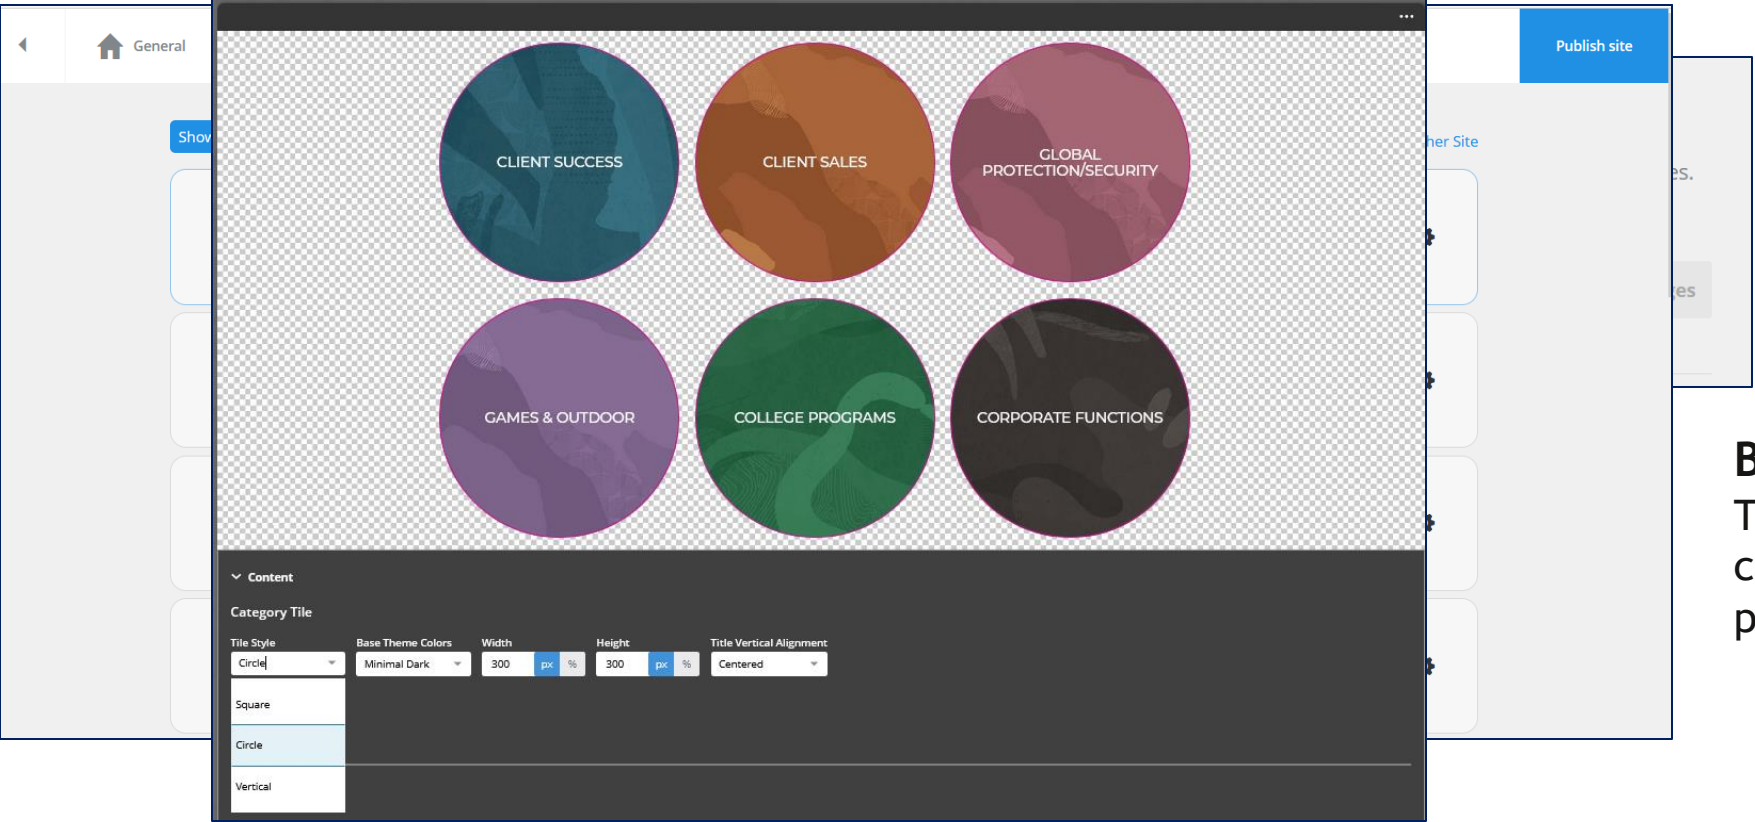 General
Publish site
Show
her Site
es.
ges
CLIENT SUCCESS
CLIENT SALES
GLOBAL
PROTECTION/SECURITY
GAMES & OUTDOOR
COLLEGE PROGRAMS
CORPORATE FUNCTIONS
B
T
c
p
Content
Category Tile
Tile Style
Base Theme Colors
Width
Height
Title Vertical Alignment
Circle
Minimal Dark
300 px %
300 px %
Centered
Square
Circle
Vertical